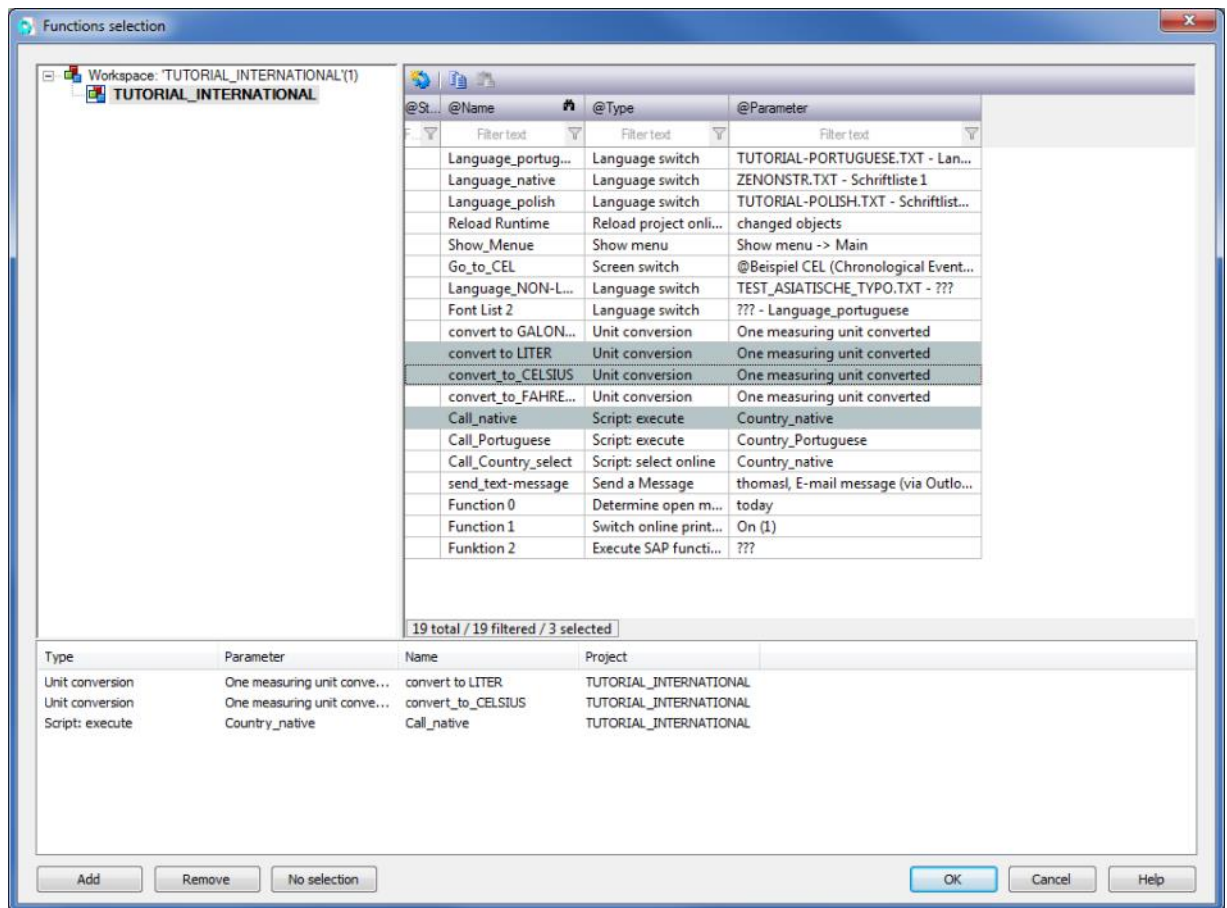 Functions selection
Workspace: 'TUTORIAL_INTERNATIONAL'(1)
TUTORIAL_INTERNATIONAL
@St... @Name @Type @Parameter
F... Filter text Filter text Filter text
Language_portug... Language switch TUTORIAL-PORTUGUESE.TXT - Lan...
Language_native Language switch ZENONSTR.TXT - Schriftliste 1
Language_polish Language switch TUTORIAL-POLISH.TXT - Schriftlist...
Reload Runtime Reload project onli... changed objects
Show_Menue Show menu Show menu -> Main
Go_to_CEL Screen switch @Beispiel CEL (Chronological Event...
Language_NON-L... Language switch TEST_ASIATISCHE_TYPO.TXT - ???
Font List 2 Language switch ??? - Language_portuguese
convert to GALON... Unit conversion One measuring unit converted
convert to LITER Unit conversion One measuring unit converted
convert_to_CELSIUS Unit conversion One measuring unit converted
convert_to_FAHRE... Unit conversion One measuring unit converted
Call_native Script: execute Country_native
Call_Portuguese Script: execute Country_Portuguese
Call_Country_select Script: select online Country_native
send_text-message Send a Message thomasl, E-mail message (via Outlo...
Function 0 Determine open m... today
Function 1 Switch online print... On (1)
Funktion 2 Execute SAP functi... ???
19 total / 19 filtered / 3 selected
Type Parameter Name Project
Unit conversion One measuring unit conve... convert to LITER TUTORIAL_INTERNATIONAL
Unit conversion One measuring unit conve... convert_to_CELSIUS TUTORIAL_INTERNATIONAL
Script: execute Country_native Call_native TUTORIAL_INTERNATIONAL
Add Remove No selection OK Cancel Help